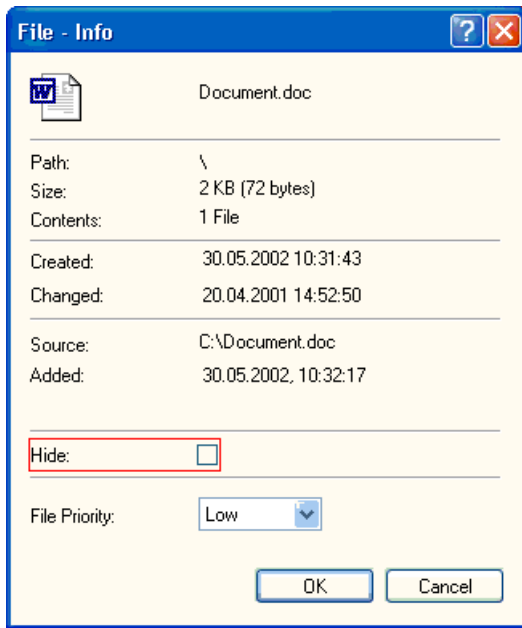 File - Info
Document.doc
Path: \
Size: 2 KB (72 bytes)
Contents: 1 File
Created: 30.05.2002 10:31:43
Changed: 20.04.2001 14:52:50
Source: C:\Document.doc
Added: 30.05.2002, 10:32:17
Hide:
File Priority: Low
OK Cancel